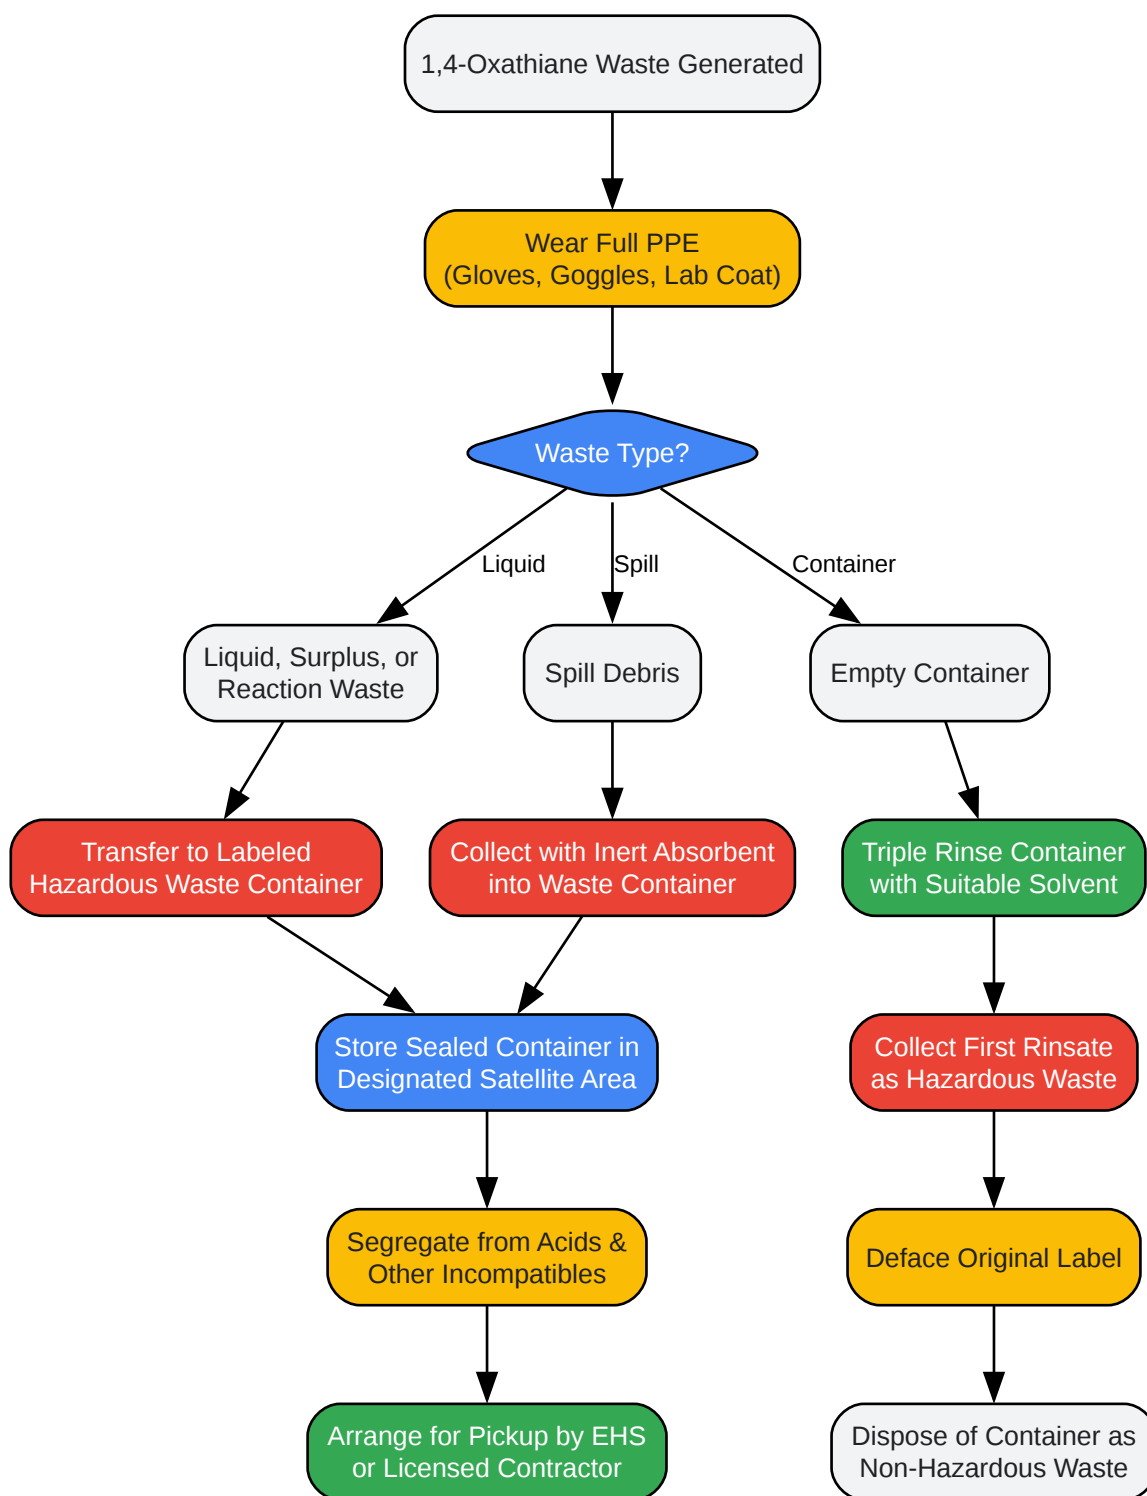 1,4-Oxathiane Waste Generated
Wear Full PPE
(Gloves, Goggles, Lab Coat)
Waste Type?
Liquid
Spill
Container
Liquid, Surplus, or
Reaction Waste
Spill Debris
Empty Container
Transfer to Labeled
Hazardous Waste Container
Collect with Inert Absorbent
into Waste Container
Triple Rinse Container
with Suitable Solvent
Store Sealed Container in
Designated Satellite Area
Collect First Rinsate
as Hazardous Waste
Segregate from Acids &
Other Incompatibles
Deface Original Label
Arrange for Pickup by EHS
or Licensed Contractor
Dispose of Container as
Non-Hazardous Waste